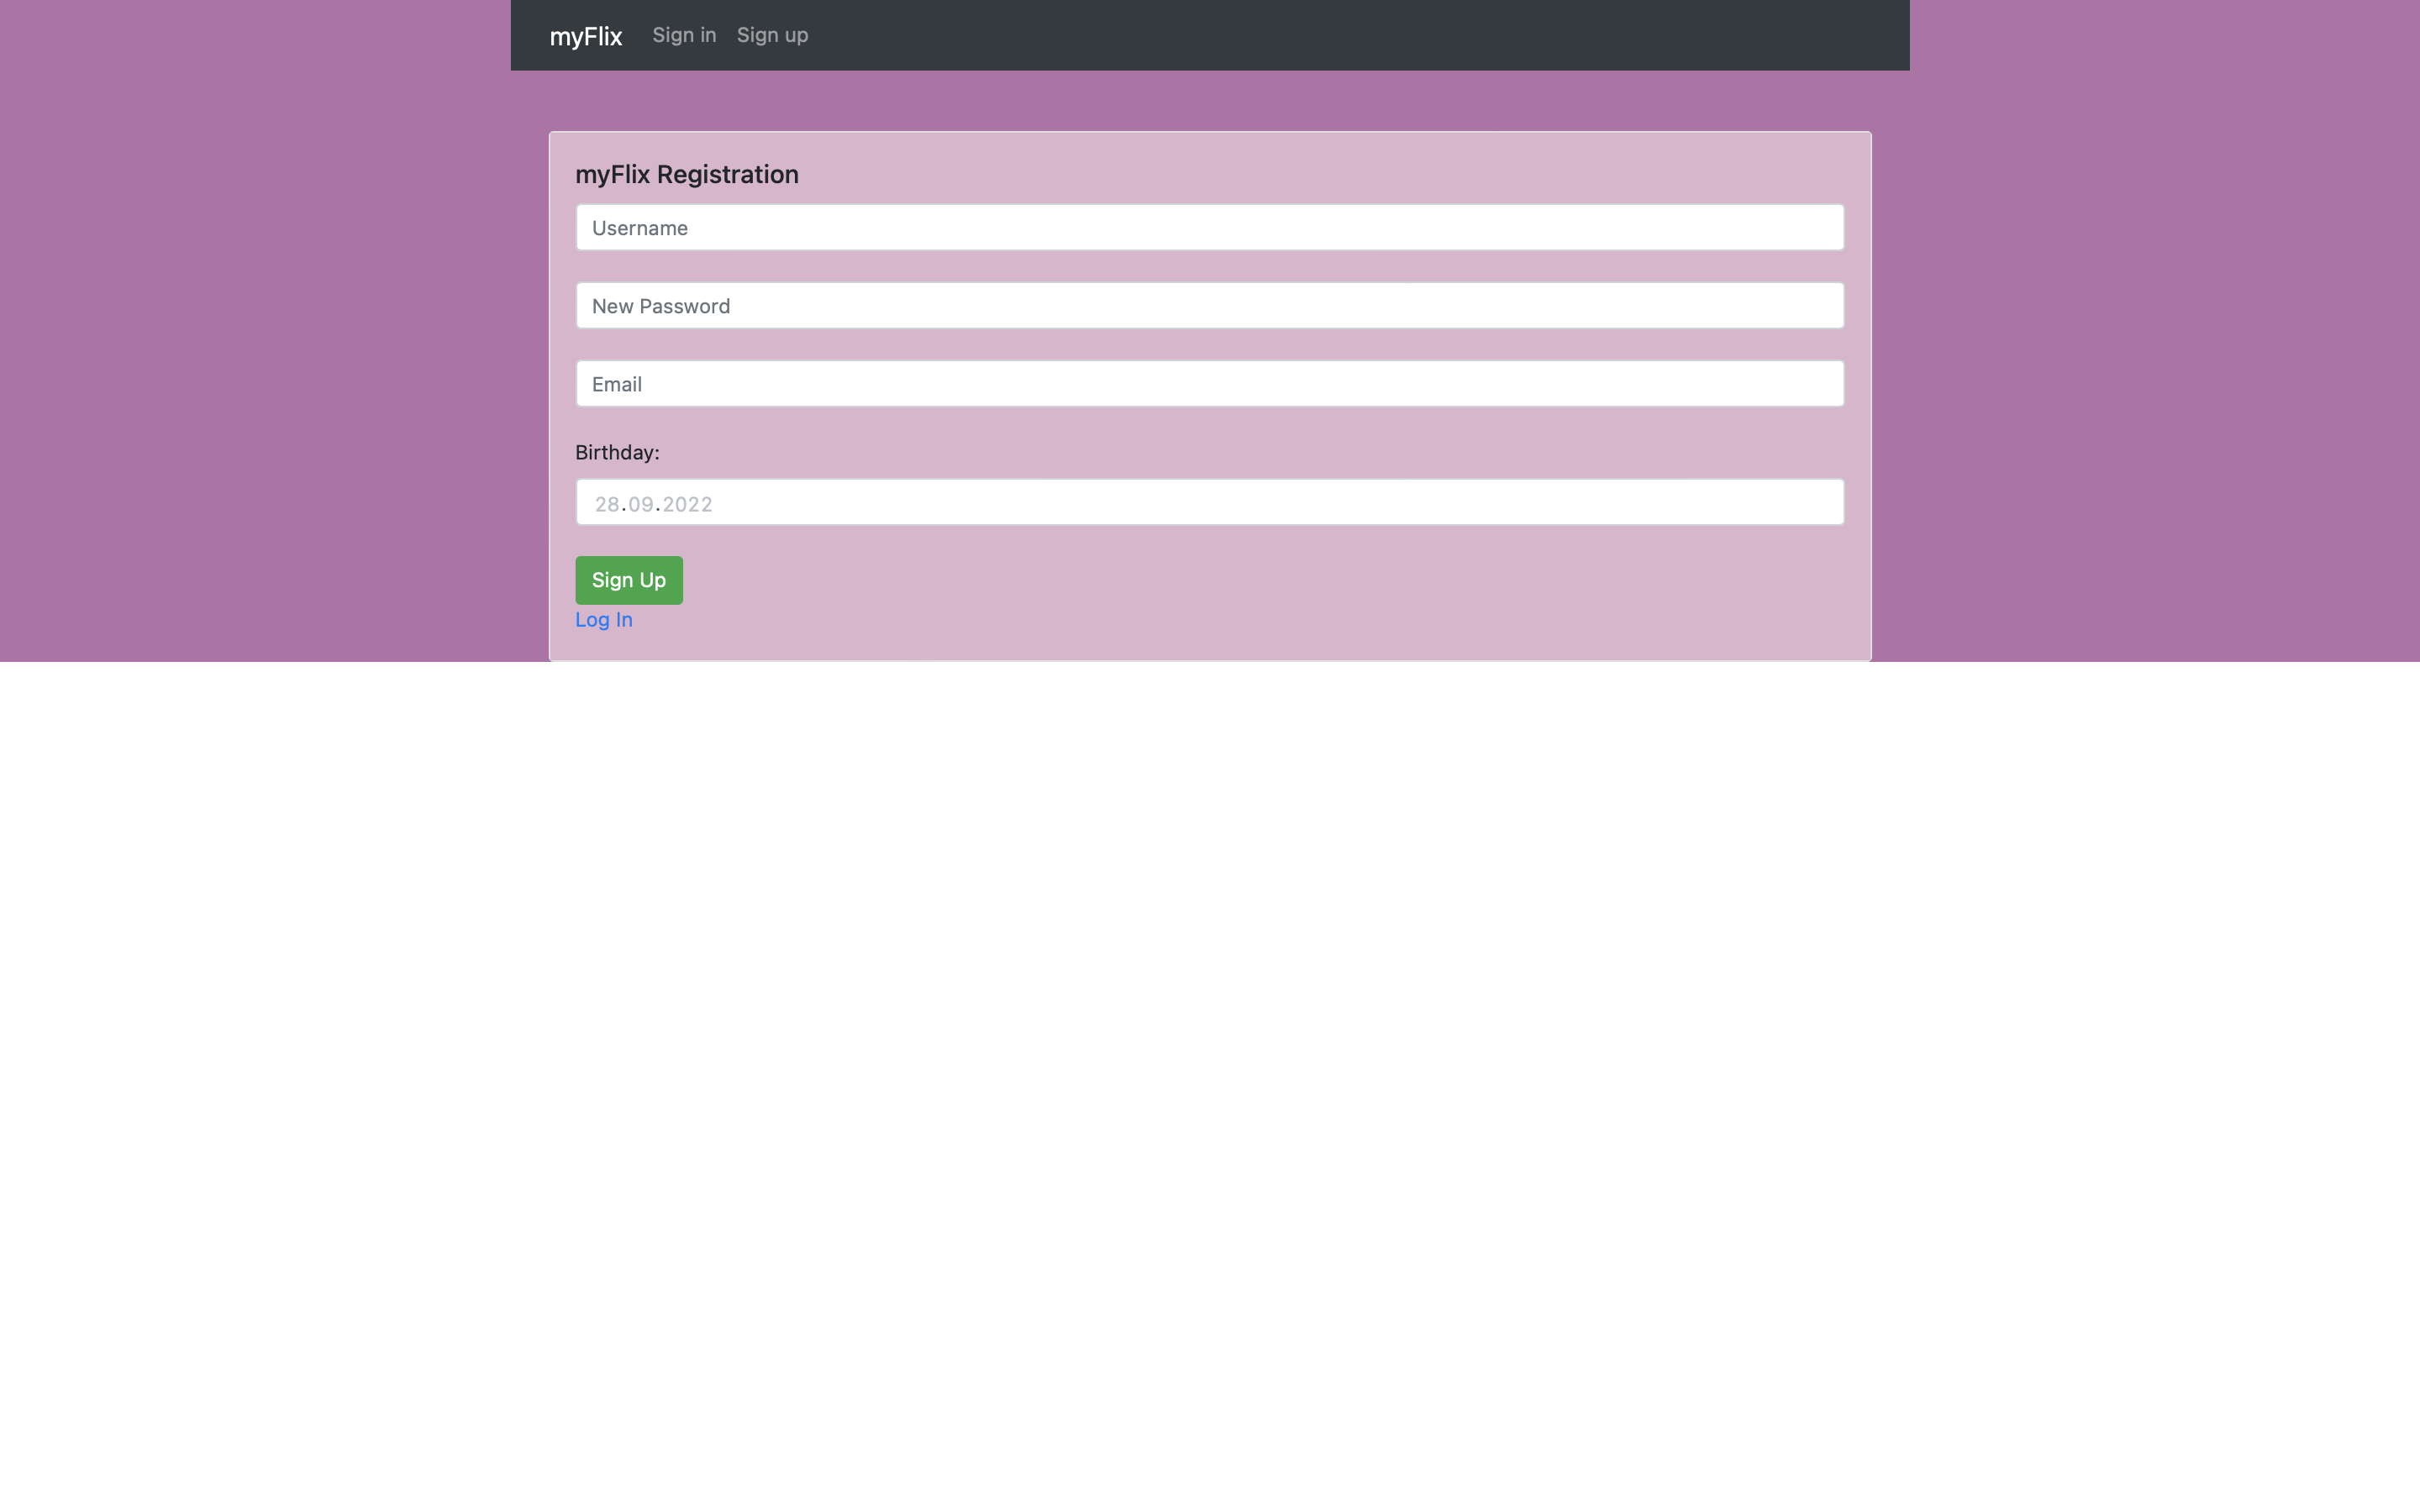 myFlix Sign in Sign up
myFlix Registration
Username
New Password
Email
Birthday:
28.09.2022
Sign Up
Log In